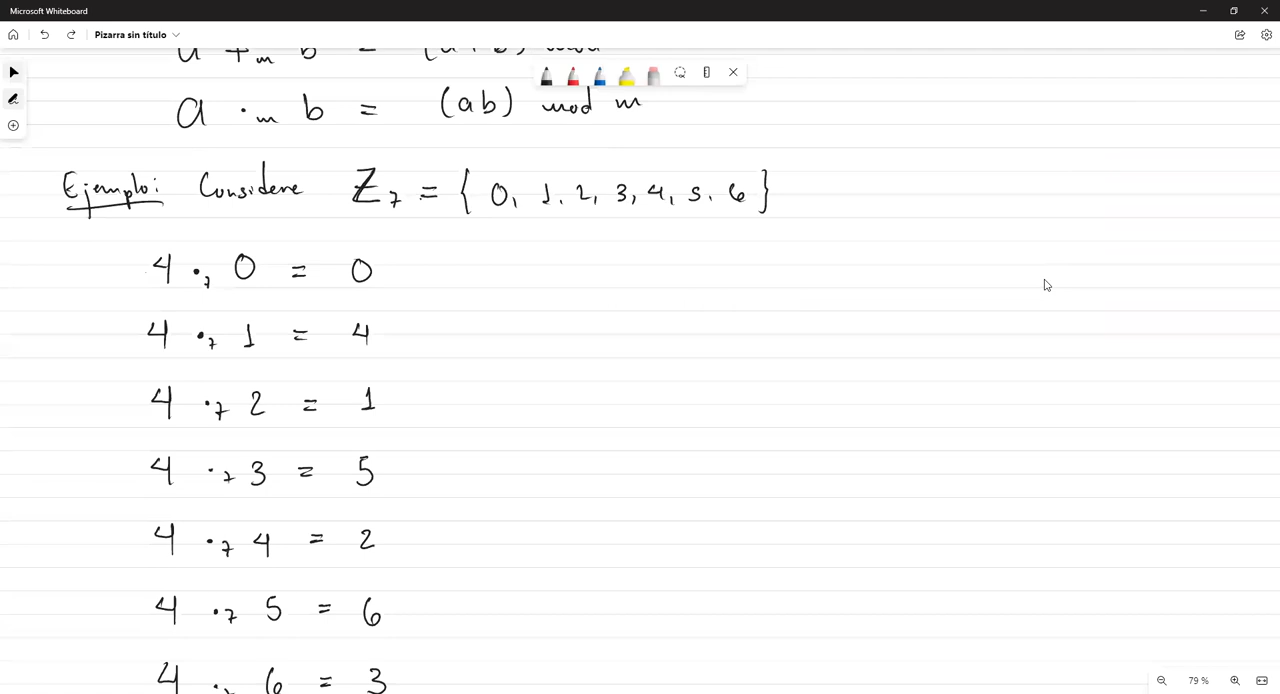 Microsoft Whiteboard
Pizarra sin título
a +m b = (a + b) mod
a ·m b = (ab) mod m
Ejemplo: Considere Z7 = { 0, 1, 2, 3, 4, 5, 6 }
4 ·7 0 = 0
4 ·7 1 = 4
4 ·7 2 = 1
4 ·7 3 = 5
4 ·7 4 = 2
4 ·7 5 = 6
4 ·7 6 = 3
79 %